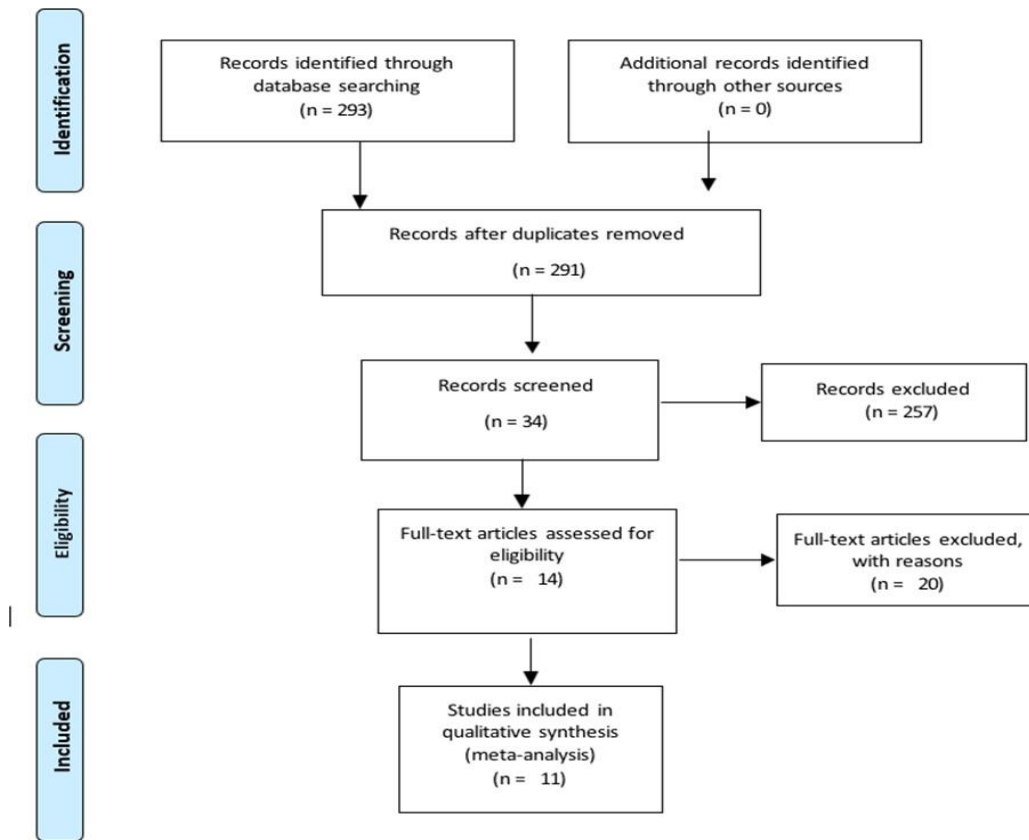 Identification
Records identified through
database searching
(n = 293)
Additional records identified
through other sources
(n = 0)
Screening
Records after duplicates removed
(n = 291)
Records screened
(n = 34)
Records excluded
(n = 257)
Eligibility
Full-text articles assessed for
eligibility
(n = 14)
Full-text articles excluded,
with reasons
(n = 20)
Included
Studies included in
qualitative synthesis
(meta-analysis)
(n = 11)